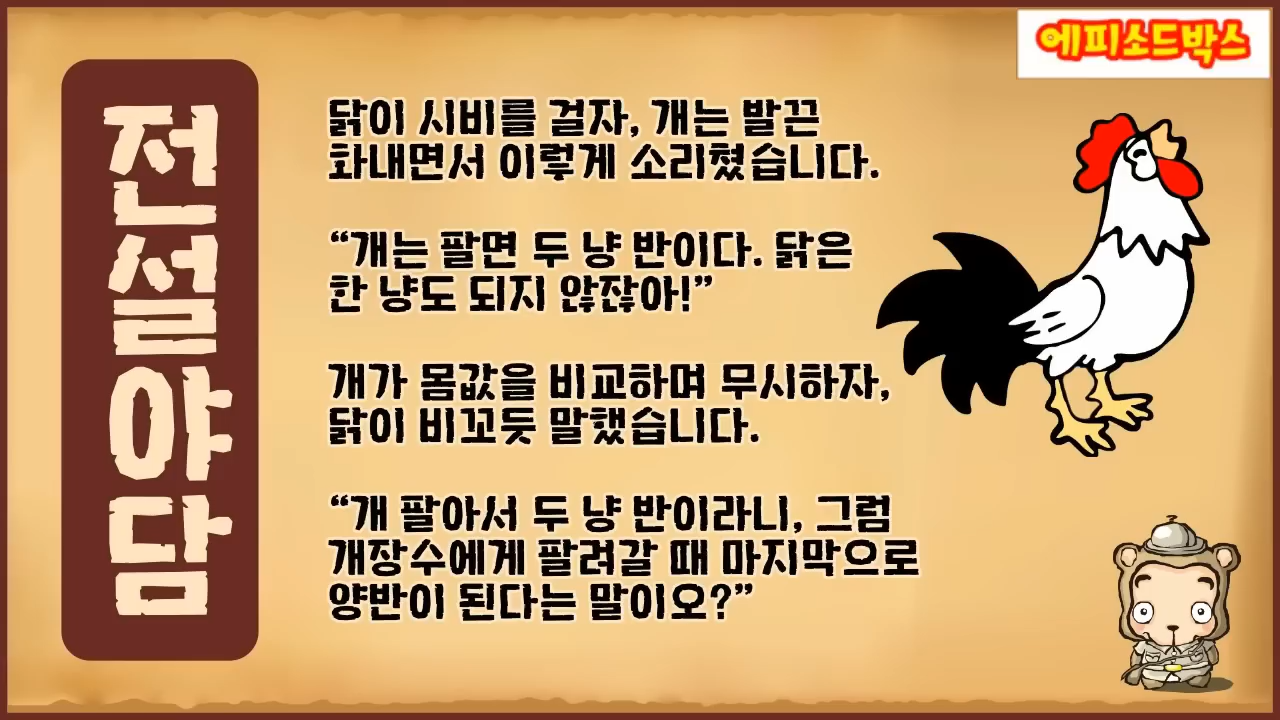 에피소드박스
전설야담
닭이 시비를 걸자, 개는 발끈
화내면서 이렇게 소리쳤습니다.
“개는 팔면 두 냥 반이다. 닭은
한 냥도 되지 않잖아!”
개가 몸값을 비교하며 무시하자,
닭이 비꼬듯 말했습니다.
“개 팔아서 두 냥 반이라니, 그럼
개장수에게 팔려갈 때 마지막으로
양반이 된다는 말이오?”